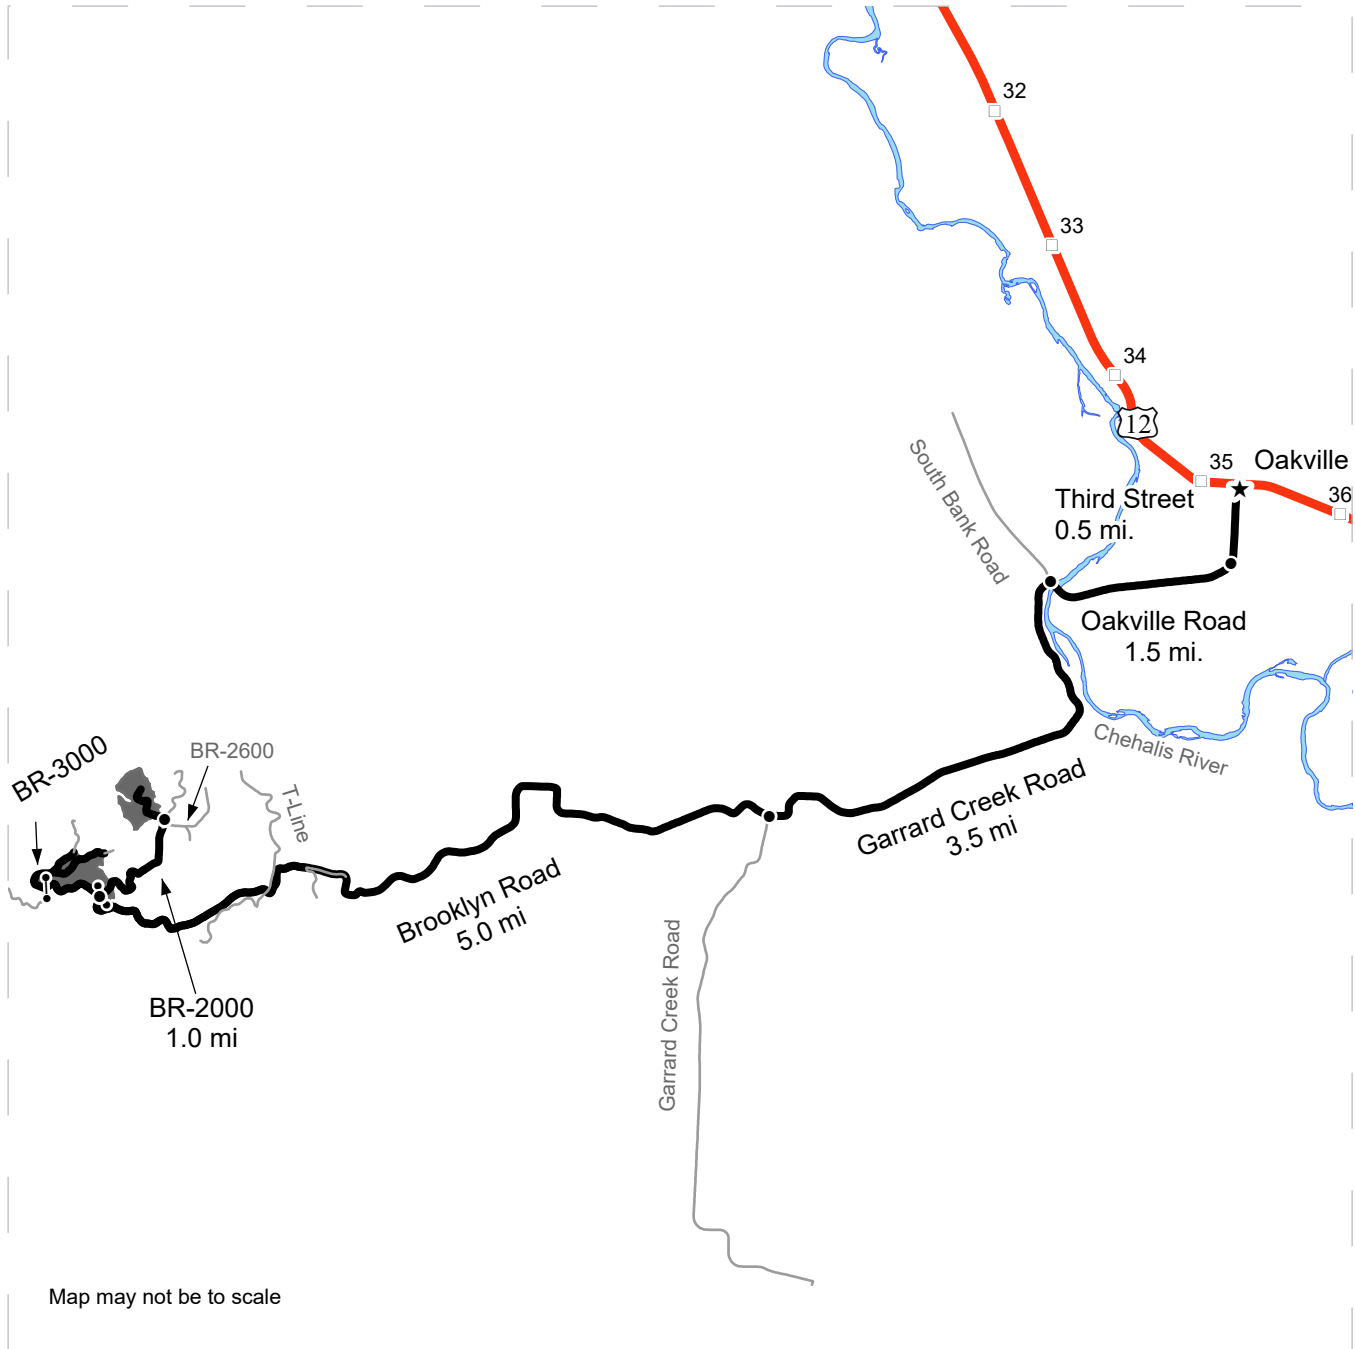 32
33
34
12
35
Oakville
36
Third Street
0.5 mi.
South Bank Road
Oakville Road
1.5 mi.
Chehalis River
BR-3000
BR-2600
T-Line
Garrard Creek Road
3.5 mi
Brooklyn Road
5.0 mi
Garrard Creek Road
BR-2000
1.0 mi
Map may not be to scale